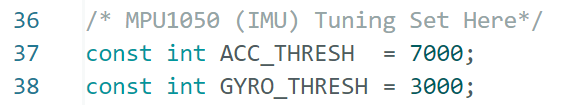 36 /* MPU1050 (IMU) Tuning Set Here*/
37 const int ACC_THRESH  = 7000;
38 const int GYRO_THRESH = 3000;